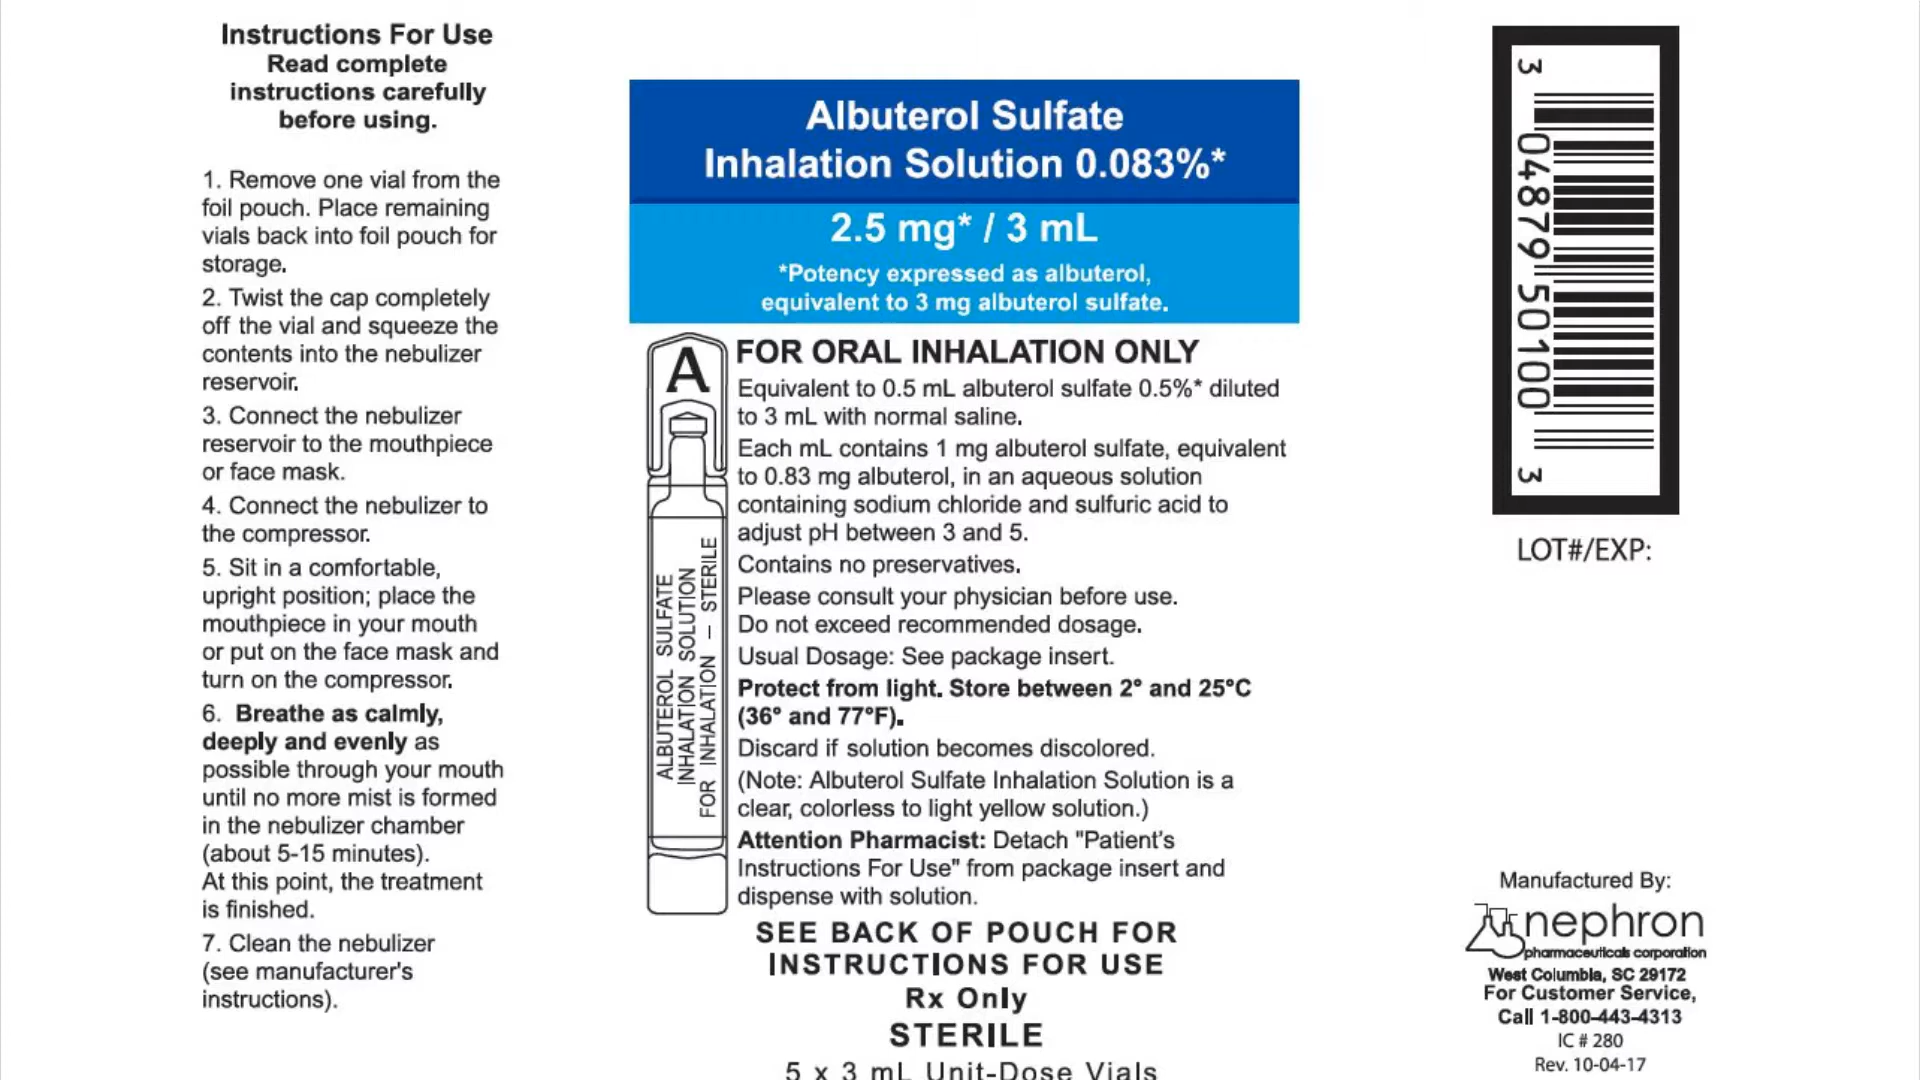 Instructions For Use
Read complete
instructions carefully
before using.
1. Remove one vial from the
foil pouch. Place remaining
vials back into foil pouch for
storage.
2. Twist the cap completely
off the vial and squeeze the
contents into the nebulizer
reservoir.
3. Connect the nebulizer
reservoir to the mouthpiece
or face mask.
4. Connect the nebulizer to
the compressor.
5. Sit in a comfortable,
upright position; place the
mouthpiece in your mouth
or put on the face mask and
turn on the compressor.
6. Breathe as calmly,
deeply and evenly as
possible through your mouth
until no more mist is formed
in the nebulizer chamber
(about 5-15 minutes).
At this point, the treatment
is finished.
7. Clean the nebulizer
(see manufacturer's
instructions).
Albuterol Sulfate
Inhalation Solution 0.083%*
2.5 mg* / 3 mL
*Potency expressed as albuterol,
equivalent to 3 mg albuterol sulfate.
A
ALBUTEROL SULFATE
INHALATION SOLUTION
FOR INHALATION – STERILE
FOR ORAL INHALATION ONLY
Equivalent to 0.5 mL albuterol sulfate 0.5%* diluted
to 3 mL with normal saline.
Each mL contains 1 mg albuterol sulfate, equivalent
to 0.83 mg albuterol, in an aqueous solution
containing sodium chloride and sulfuric acid to
adjust pH between 3 and 5.
Contains no preservatives.
Please consult your physician before use.
Do not exceed recommended dosage.
Usual Dosage: See package insert.
Protect from light. Store between 2° and 25°C
(36° and 77°F).
Discard if solution becomes discolored.
(Note: Albuterol Sulfate Inhalation Solution is a
clear, colorless to light yellow solution.)
Attention Pharmacist: Detach "Patient's
Instructions For Use" from package insert and
dispense with solution.
SEE BACK OF POUCH FOR
INSTRUCTIONS FOR USE
Rx Only
STERILE
5 x 3 mL Unit-Dose Vials
3 04879 50100 3
LOT#/EXP:
Manufactured By:
nephron
pharmaceuticals corporation
West Columbia, SC 29172
For Customer Service,
Call 1-800-443-4313
IC # 280
Rev. 10-04-17